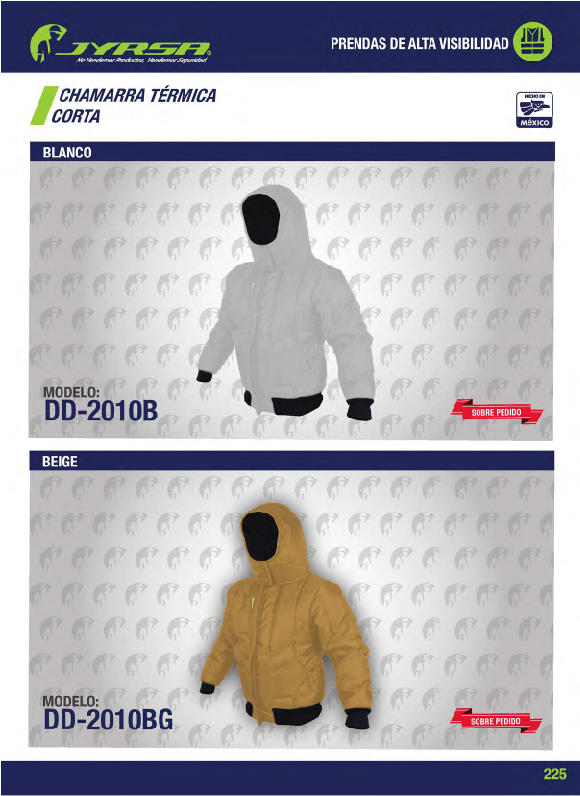 JYRSA®
No Vendemos Productos, Vendemos Seguridad
PRENDAS DE ALTA VISIBILIDAD
CHAMARRA TÉRMICA
CORTA
HECHO EN
MÉXICO
BLANCO
MODELO:
DD-2010B
SOBRE PEDIDO
BEIGE
MODELO:
DD-2010BG
SOBRE PEDIDO
225